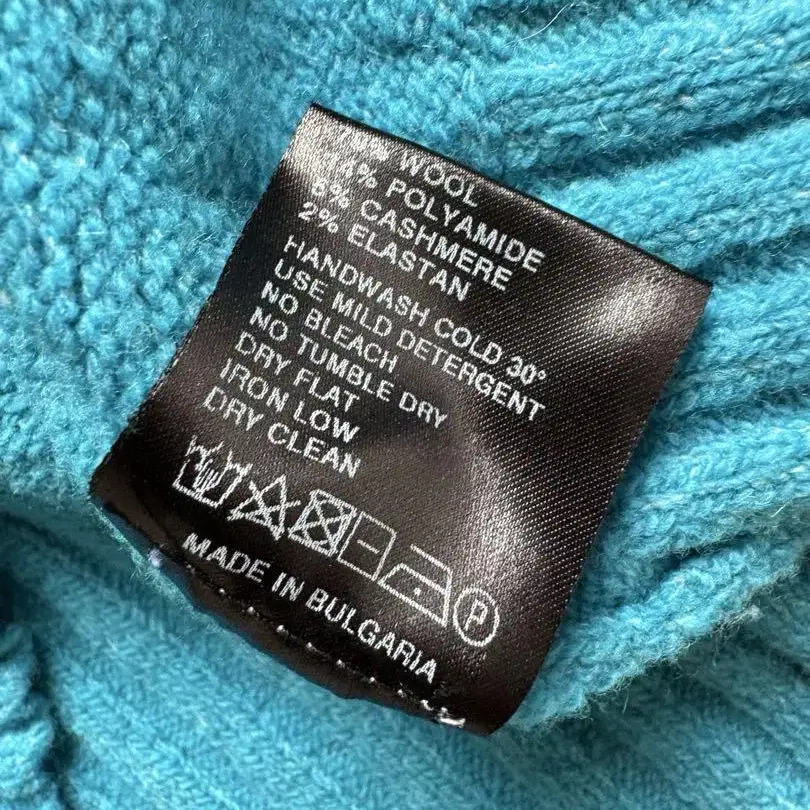 WOOL
14% POLYAMIDE
5% CASHMERE
2% ELASTAN
HANDWASH COLD 30°
USE MILD DETERGENT
NO BLEACH
NO TUMBLE DRY
DRY FLAT
IRON LOW
DRY CLEAN
P
MADE IN BULGARIA